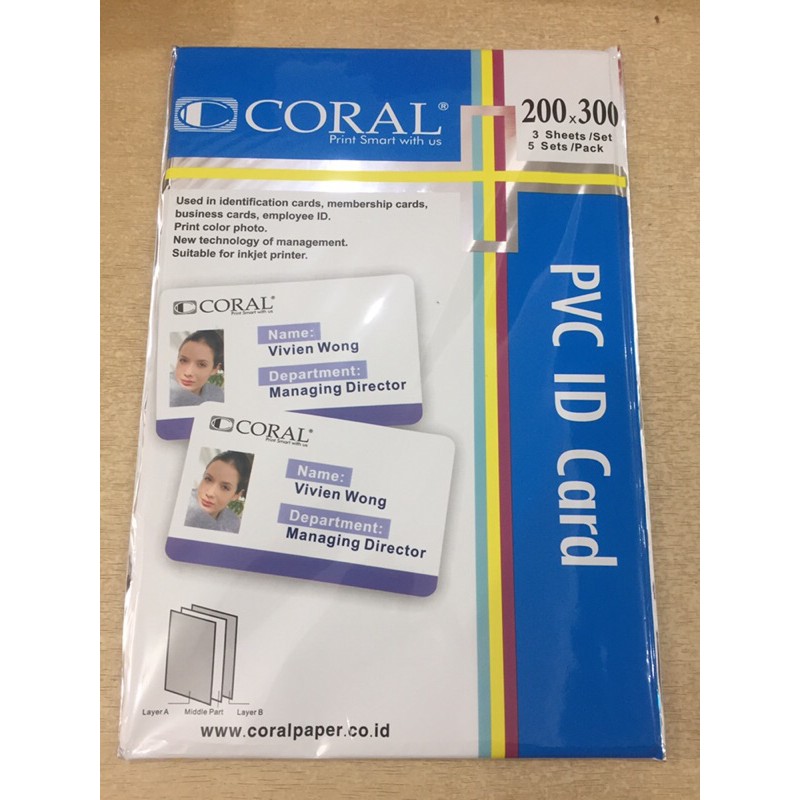 CORAL®
Print Smart with us
200x300
3 Sheets/Set
5 Sets/Pack
Used in identification cards, membership cards,
business cards, employee ID.
Print color photo.
New technology of management.
Suitable for inkjet printer.
PVC ID Card
CORAL®
Print Smart with us
Name:
Vivien Wong
Department:
Managing Director
CORAL®
Print Smart with us
Name:
Vivien Wong
Department:
Managing Director
Layer A Middle Part Layer B
www.coralpaper.co.id